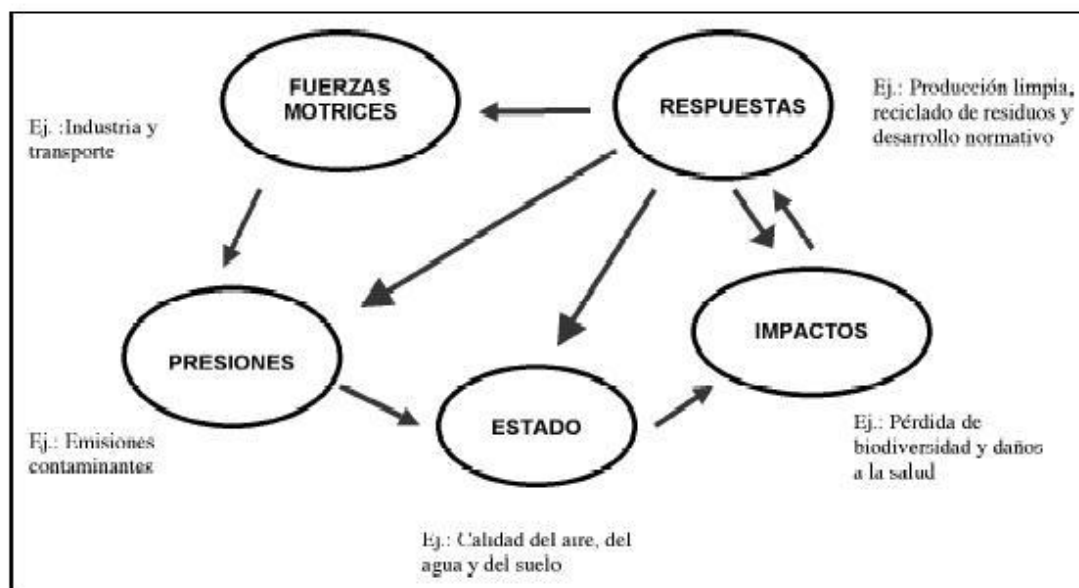 FUERZAS
MOTRICES
RESPUESTAS
Ej.: Producción limpia,
reciclado de residuos y
desarrollo normativo
Ej. :Industria y
transporte
PRESIONES
IMPACTOS
ESTADO
Ej.: Emisiones
contaminantes
Ej.: Pérdida de
biodiversidad y daños
a la salud
Ej.: Calidad del aire, del
agua y del suelo